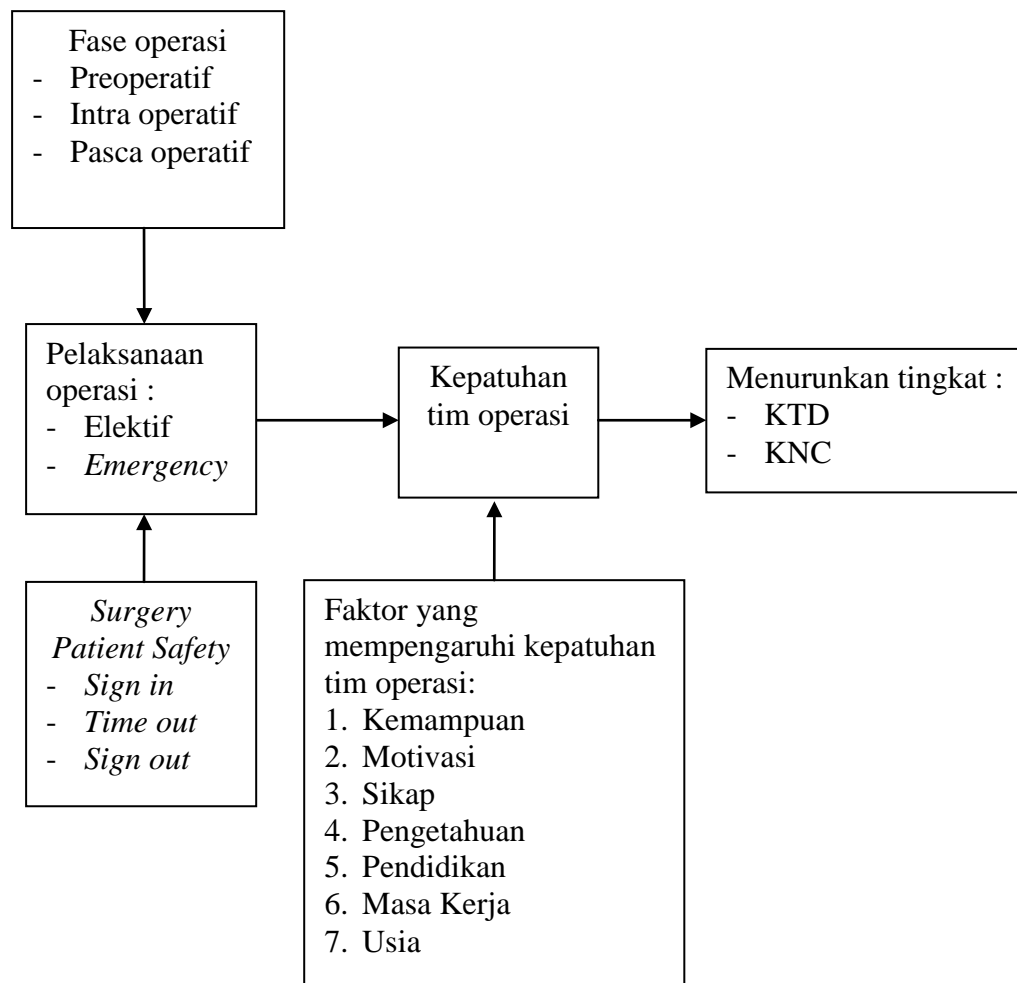 Fase operasi
- Preoperatif
- Intra operatif
- Pasca operatif
Pelaksanaan
operasi :
- Elektif
- Emergency
Kepatuhan
tim operasi
Menurunkan tingkat :
- KTD
- KNC
Surgery
Patient Safety
- Sign in
- Time out
- Sign out
Faktor yang
mempengaruhi kepatuhan
tim operasi:
1. Kemampuan
2. Motivasi
3. Sikap
4. Pengetahuan
5. Pendidikan
6. Masa Kerja
7. Usia